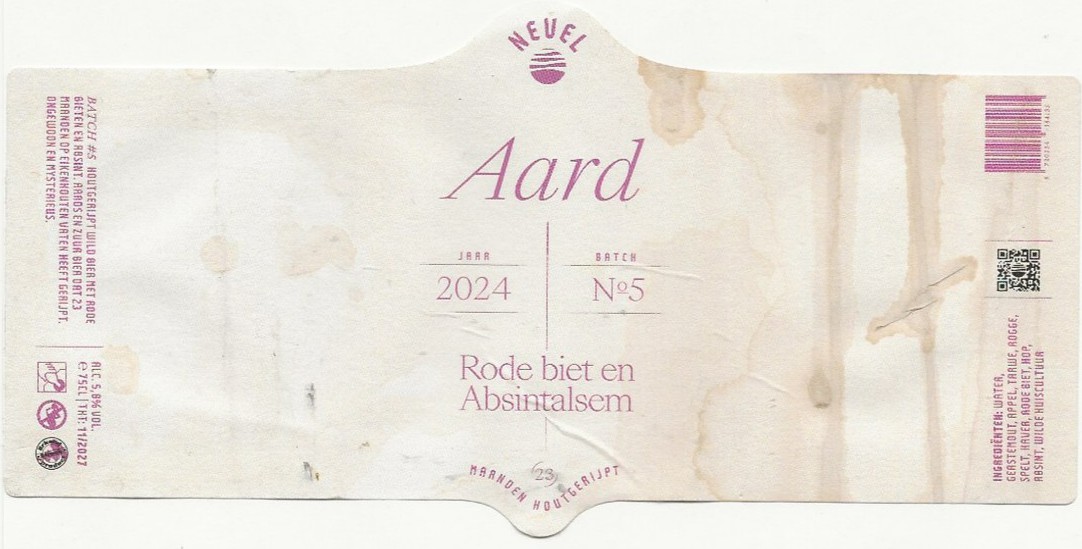 NEVEL
Aard
JAAR
2024
BATCH
Nº5
Rode biet en
Absintalsem
23
MAANDEN HOUTGERIJPT
BATCH #5 HOUTGERIJPT WILD BIER MET RODE
BIETEN EN ABSINT. AARDS EN ZUUR BIER DAT 23
MAANDEN OP EIKENHOUTEN VATEN HEEFT GERIJPT.
ONGEWOON EN MYSTERIEUS.
ALC. 5,8% VOL.
℮ 75CL | THT: 11/2027
INGREDIËNTEN: WATER,
GERSTEMOUT, APPEL, TARWE, ROGGE,
SPELT, HAVER, RODE BIET, HOP,
ABSINT, WILDE HUISCULTUUR